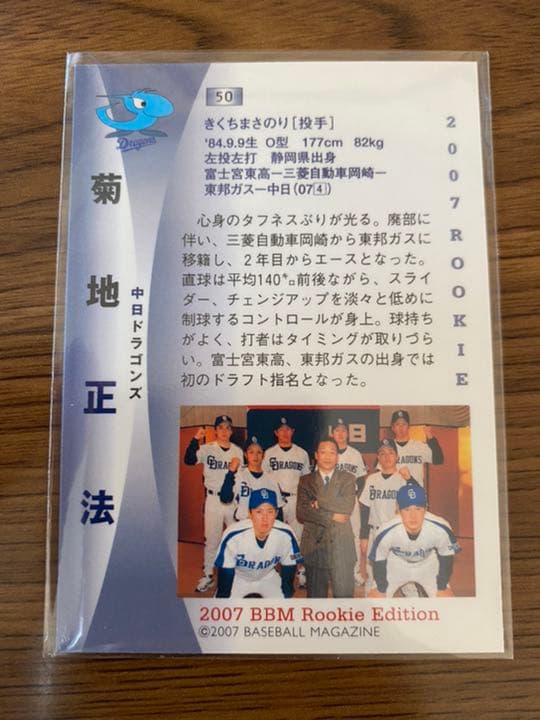 Dragons
菊地正法
中日ドラゴンズ
50
きくちまさのり［投手］
'84.9.9生 O型 177cm 82kg
左投左打 静岡県出身
富士宮東高―三菱自動車岡崎―
東邦ガス―中日（07④）
心身のタフネスぶりが光る。廃部に
伴い、三菱自動車岡崎から東邦ガスに
移籍し、２年目からエースとなった。
直球は平均140㌔前後ながら、スライ
ダー、チェンジアップを淡々と低めに
制球するコントロールが身上。球持ち
がよく、打者はタイミングが取りづら
い。富士宮東高、東邦ガスの出身では
初のドラフト指名となった。
2007 ROOKIE
DRAGONS
DRAGONS
2007 BBM Rookie Edition
©2007 BASEBALL MAGAZINE